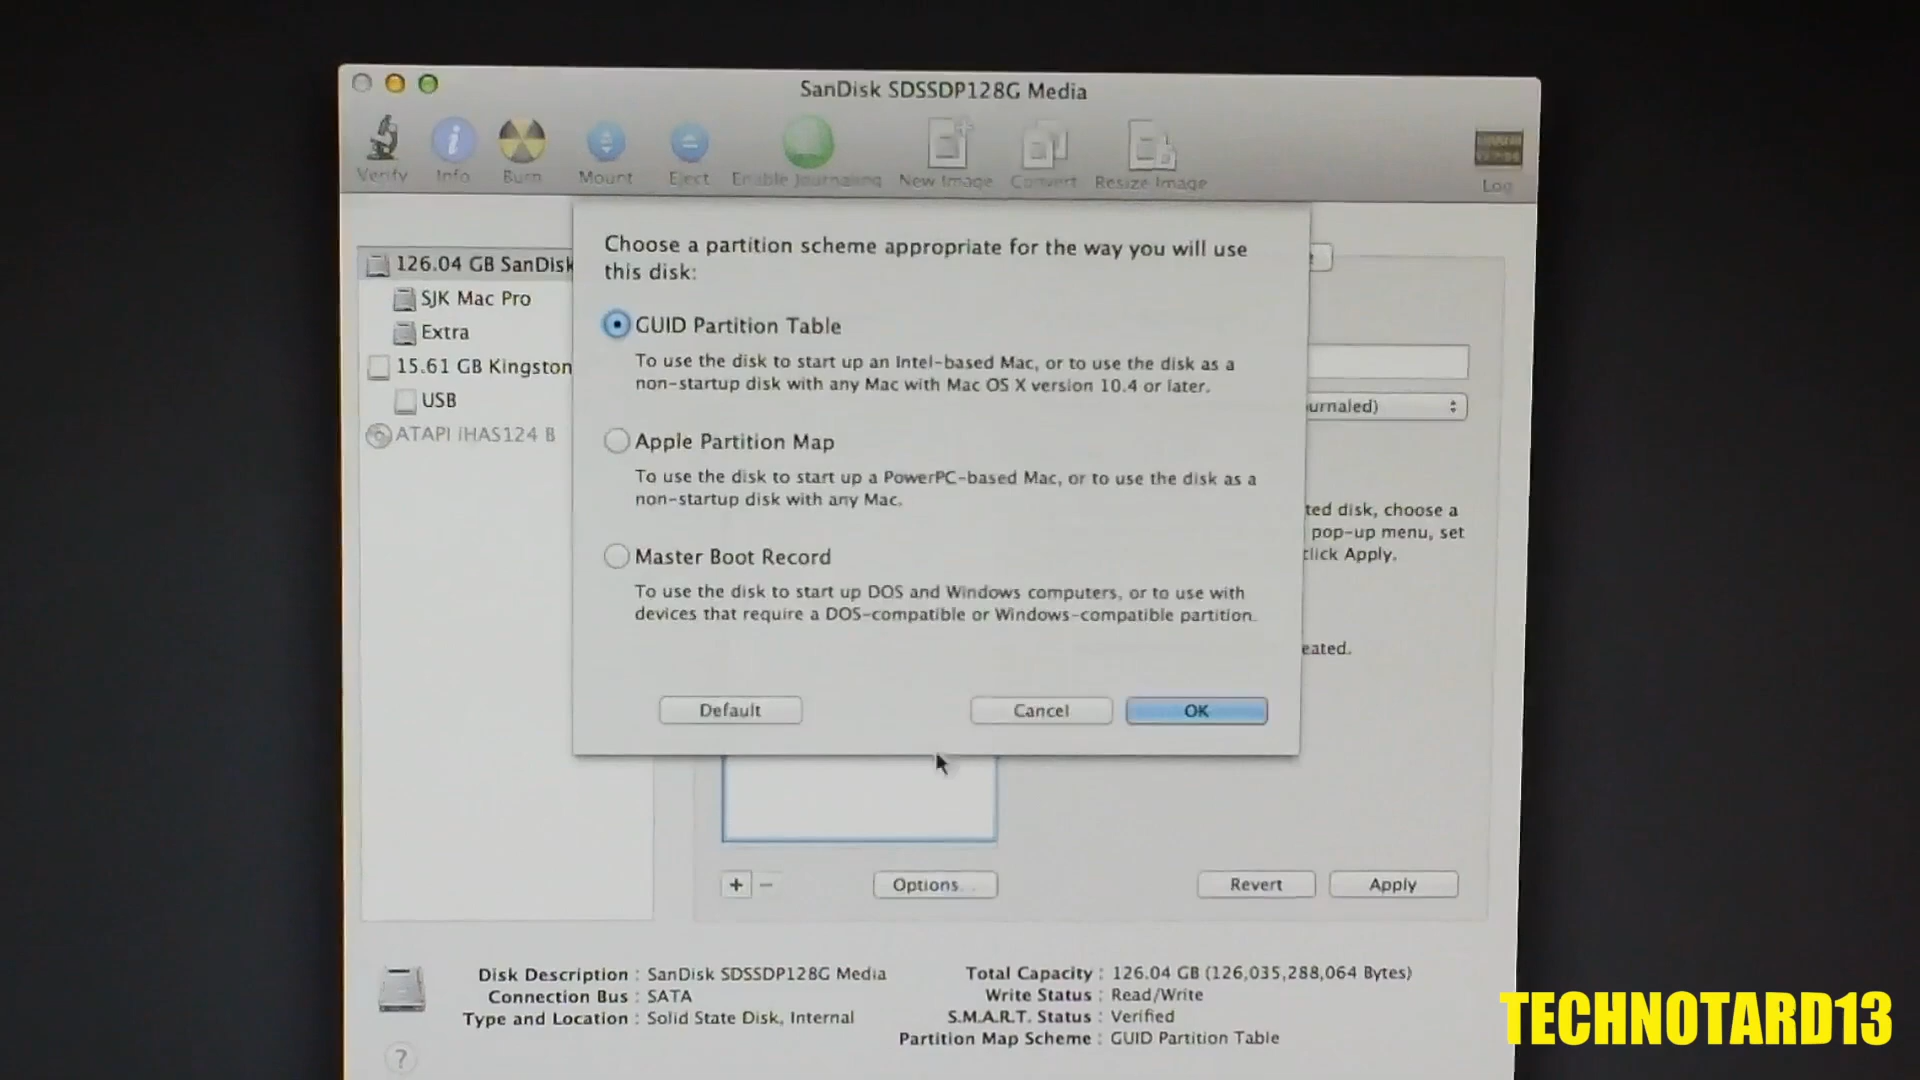 SanDisk SDSSDP128G Media
Verify
Info
Burn
Mount
Eject
Enable Journaling
New Image
Convert
Resize Image
Log
126.04 GB SanDisk
SJK Mac Pro
Extra
15.61 GB Kingston
USB
ATAPI iHAS124 B
Choose a partition scheme appropriate for the way you will use
this disk:
GUID Partition Table
To use the disk to start up an Intel-based Mac, or to use the disk as a
non-startup disk with any Mac with Mac OS X version 10.4 or later.
Apple Partition Map
To use the disk to start up a PowerPC-based Mac, or to use the disk as a
non-startup disk with any Mac.
Master Boot Record
To use the disk to start up DOS and Windows computers, or to use with
devices that require a DOS-compatible or Windows-compatible partition.
Default
Cancel
OK
urnaled)
ted disk, choose a
pop-up menu, set
click Apply.
eated.
+ −
Options...
Revert
Apply
Disk Description : SanDisk SDSSDP128G Media
Connection Bus : SATA
Type and Location : Solid State Disk, Internal
Total Capacity : 126.04 GB (126,035,288,064 Bytes)
Write Status : Read/Write
S.M.A.R.T. Status : Verified
Partition Map Scheme : GUID Partition Table
?
TECHNOTARD13